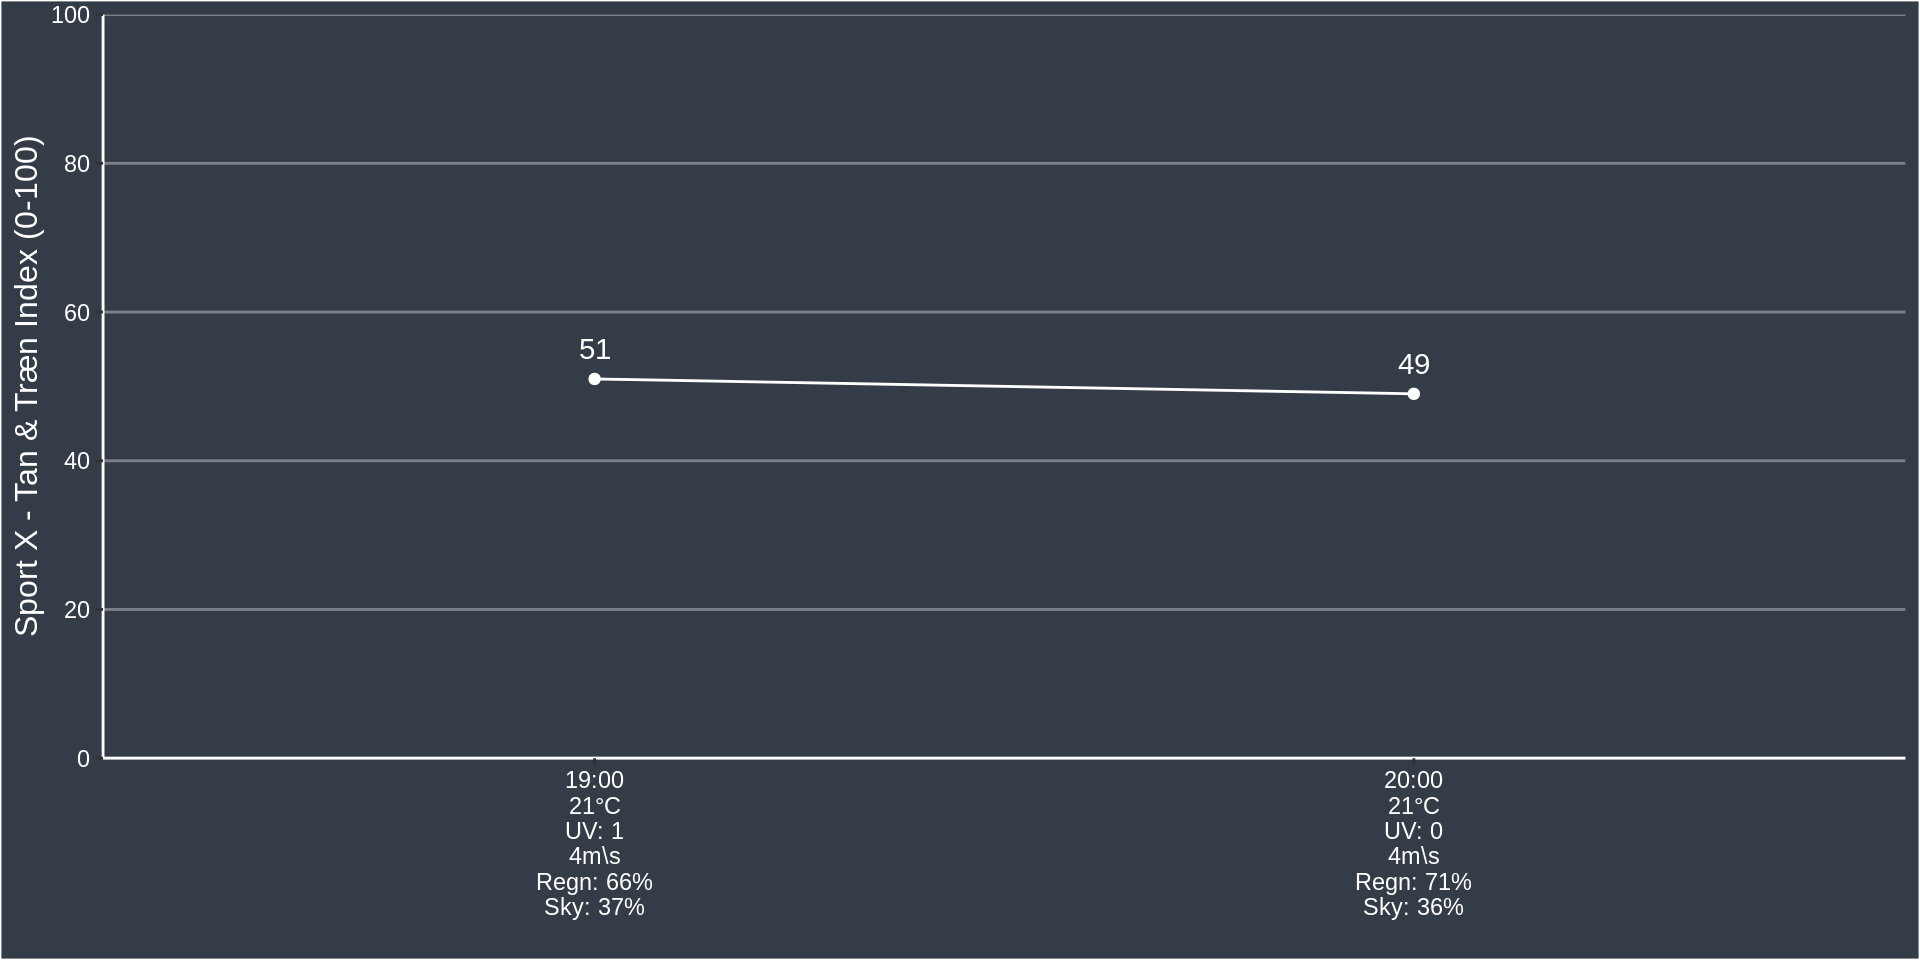 Sport X - Tan & Træn Index (0-100)
100
80
60
40
20
0
51
49
19:00
21°C
UV: 1
4m\s
Regn: 66%
Sky: 37%
20:00
21°C
UV: 0
4m\s
Regn: 71%
Sky: 36%